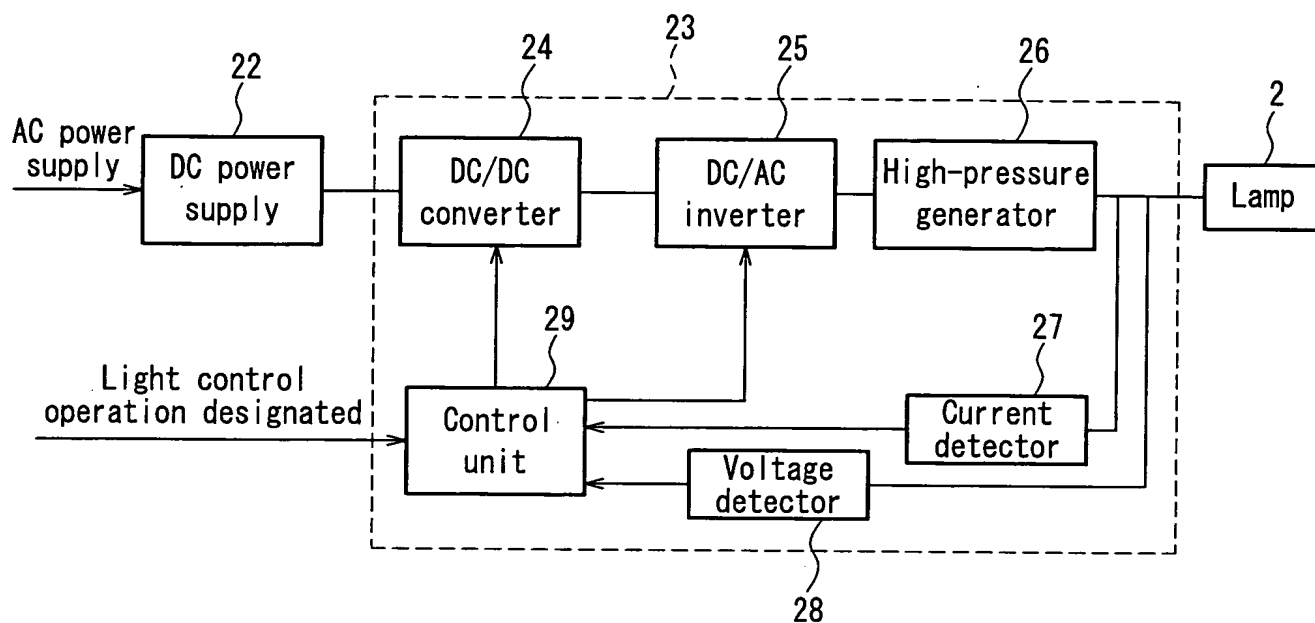 23
24
25
26
22
2
AC power
supply
DC power
supply
DC/DC
converter
DC/AC
inverter
High-pressure
generator
Lamp
29
27
Light control
operation designated
Control
unit
Current
detector
Voltage
detector
28